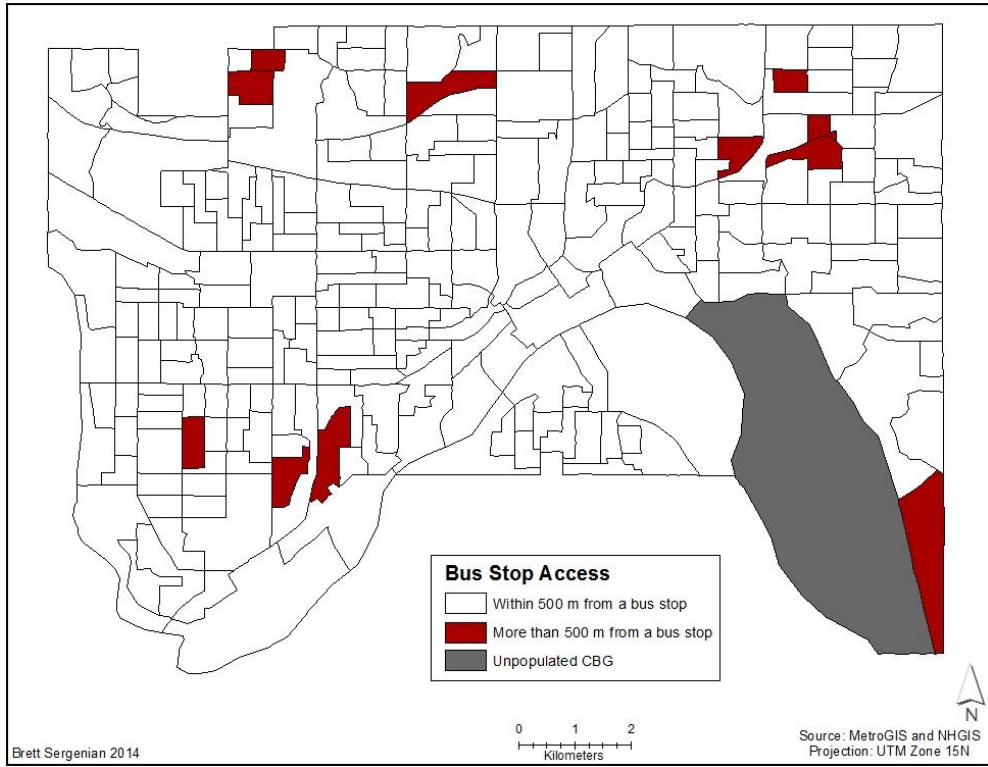 Bus Stop Access
Within 500 m from a bus stop
More than 500 m from a bus stop
Unpopulated CBG
N
0 1 2
Kilometers
Brett Sergenian 2014
Source: MetroGIS and NHGIS
Projection: UTM Zone 15N